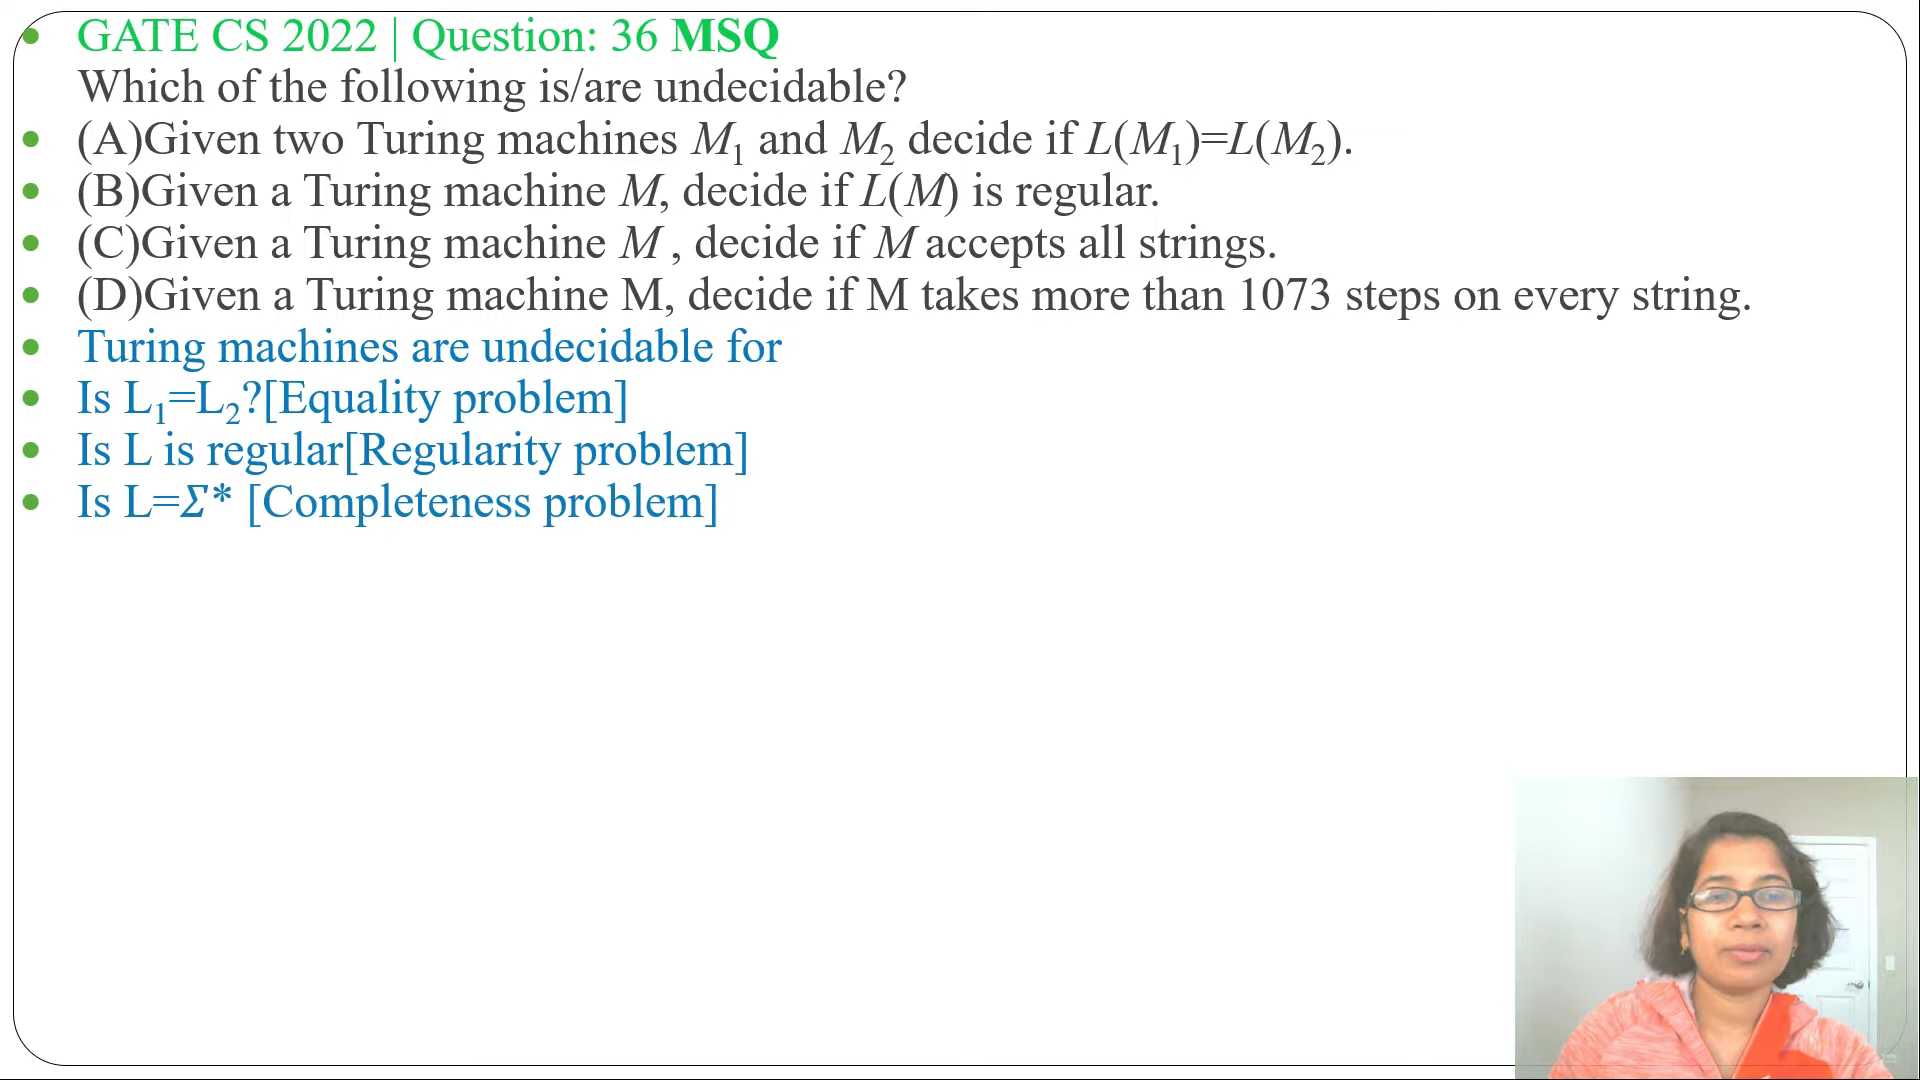 GATE CS 2022 | Question: 36 MSQ
Which of the following is/are undecidable?
(A)Given two Turing machines M₁ and M₂ decide if L(M₁)=L(M₂).
(B)Given a Turing machine M, decide if L(M) is regular.
(C)Given a Turing machine M , decide if M accepts all strings.
(D)Given a Turing machine M, decide if M takes more than 1073 steps on every string.
Turing machines are undecidable for
Is L₁=L₂?[Equality problem]
Is L is regular[Regularity problem]
Is L=Σ* [Completeness problem]